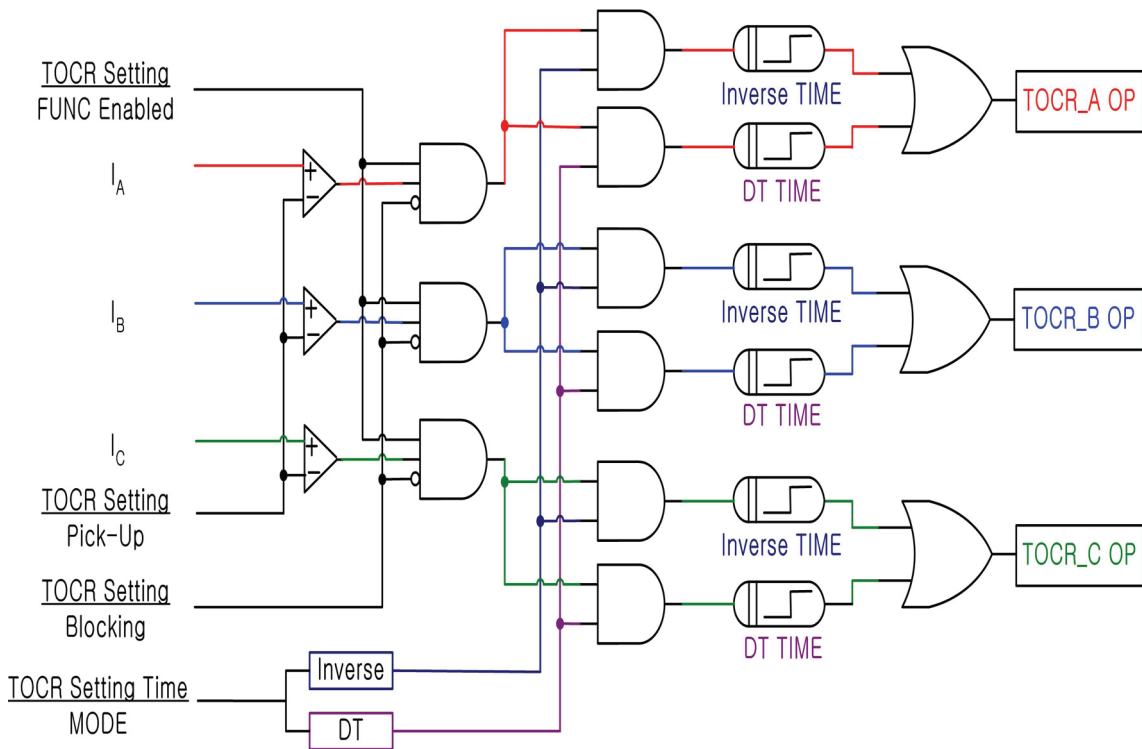 TOCR Setting
FUNC Enabled
I_A
I_B
I_C
TOCR Setting
Pick-Up
TOCR Setting
Blocking
TOCR Setting Time
MODE
Inverse
DT
+
−
+
−
+
−
Inverse TIME
DT TIME
Inverse TIME
DT TIME
Inverse TIME
DT TIME
TOCR_A OP
TOCR_B OP
TOCR_C OP